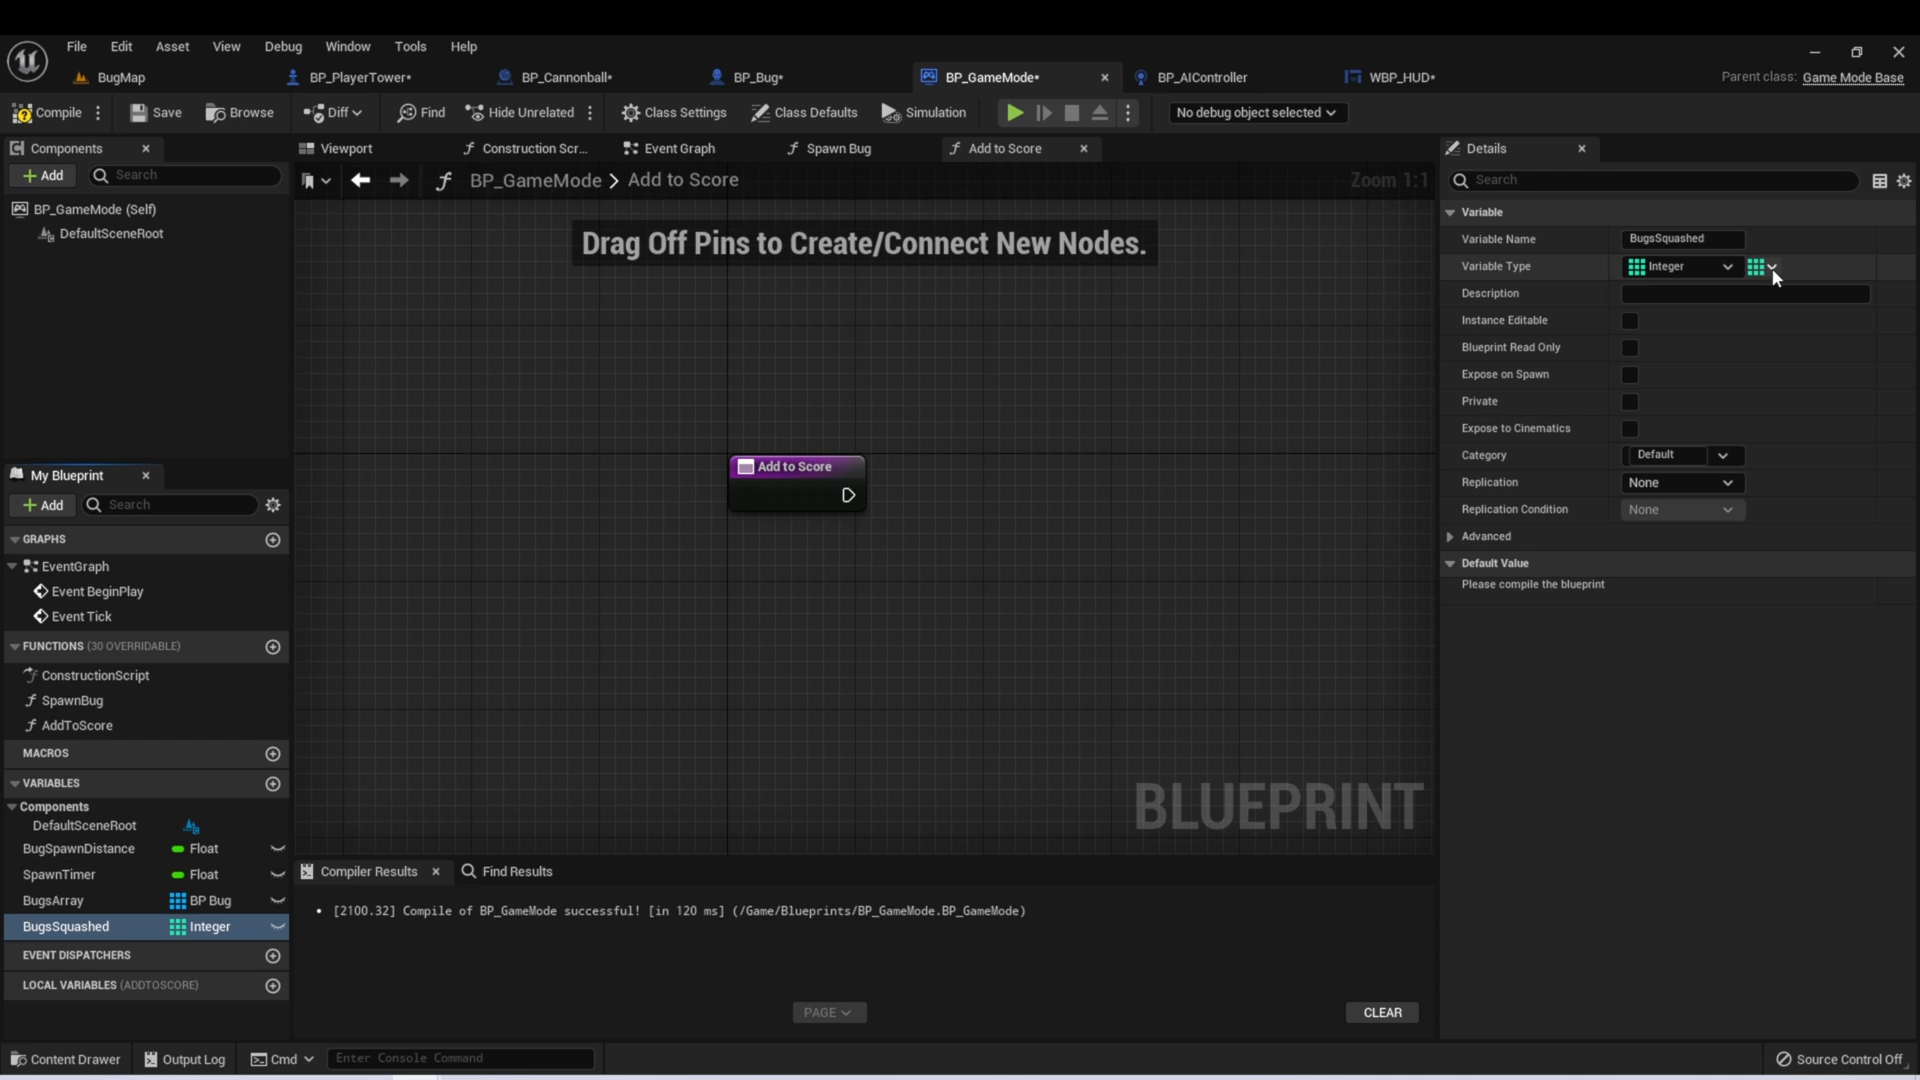 File Edit Asset View Debug Window Tools Help
BugMap BP_PlayerTower* BP_Cannonball* BP_Bug* BP_GameMode* BP_AIController WBP_HUD* Parent class: Game Mode Base
Compile Save Browse Diff Find Hide Unrelated Class Settings Class Defaults Simulation No debug object selected
Components
Viewport Construction Scr... Event Graph Spawn Bug Add to Score
Details
Add Search
BP_GameMode > Add to Score Zoom 1:1
Search
BP_GameMode (Self)
DefaultSceneRoot
Drag Off Pins to Create/Connect New Nodes.
Add to Score
BLUEPRINT
Variable
Variable Name BugsSquashed
Variable Type Integer
Description
Instance Editable
Blueprint Read Only
Expose on Spawn
Private
Expose to Cinematics
Category Default
Replication None
Replication Condition None
Advanced
Default Value
Please compile the blueprint
My Blueprint
Add Search
GRAPHS
EventGraph
Event BeginPlay
Event Tick
FUNCTIONS (30 OVERRIDABLE)
ConstructionScript
SpawnBug
AddToScore
MACROS
VARIABLES
Components
DefaultSceneRoot
BugSpawnDistance Float
SpawnTimer Float
BugsArray BP Bug
BugsSquashed Integer
EVENT DISPATCHERS
LOCAL VARIABLES (ADDTOSCORE)
Compiler Results Find Results
[2100.32] Compile of BP_GameMode successful! [in 120 ms] (/Game/Blueprints/BP_GameMode.BP_GameMode)
PAGE CLEAR
Content Drawer Output Log Cmd Enter Console Command Source Control Off